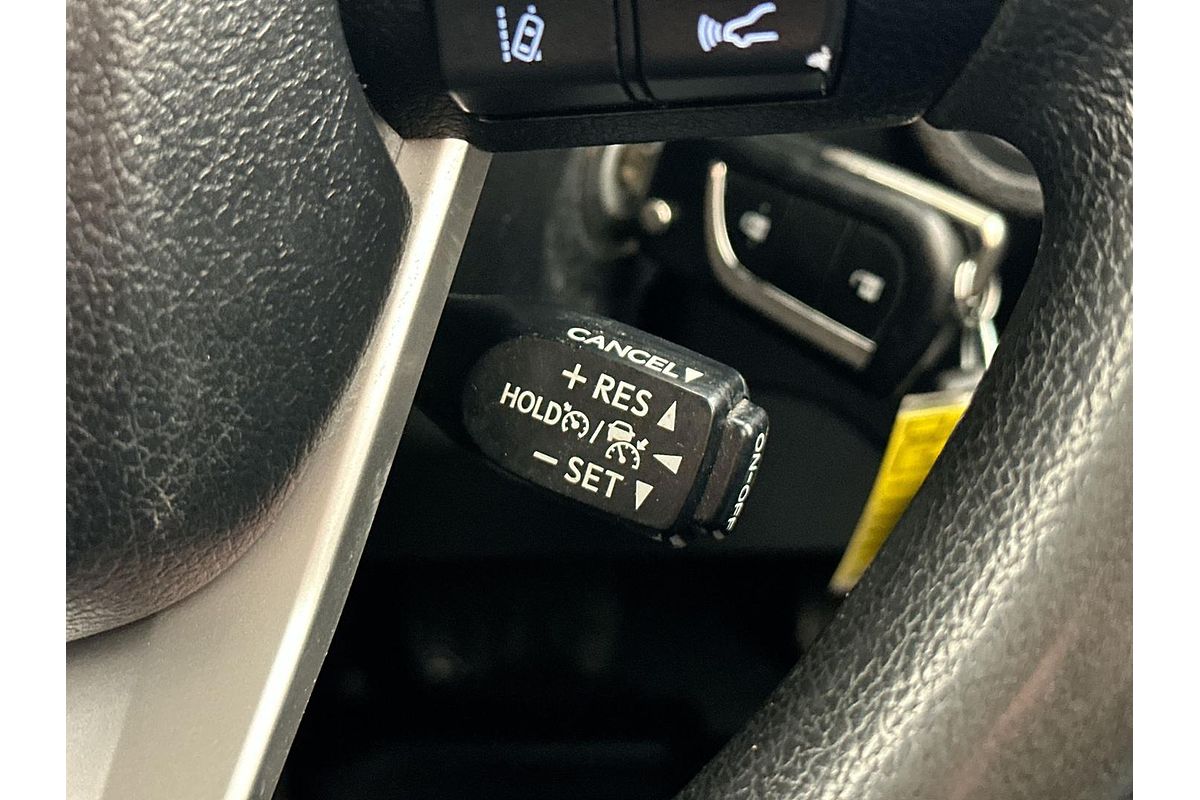 CANCEL▼
+ RES ▲
HOLD / ◀
− SET ▼
ON-OFF